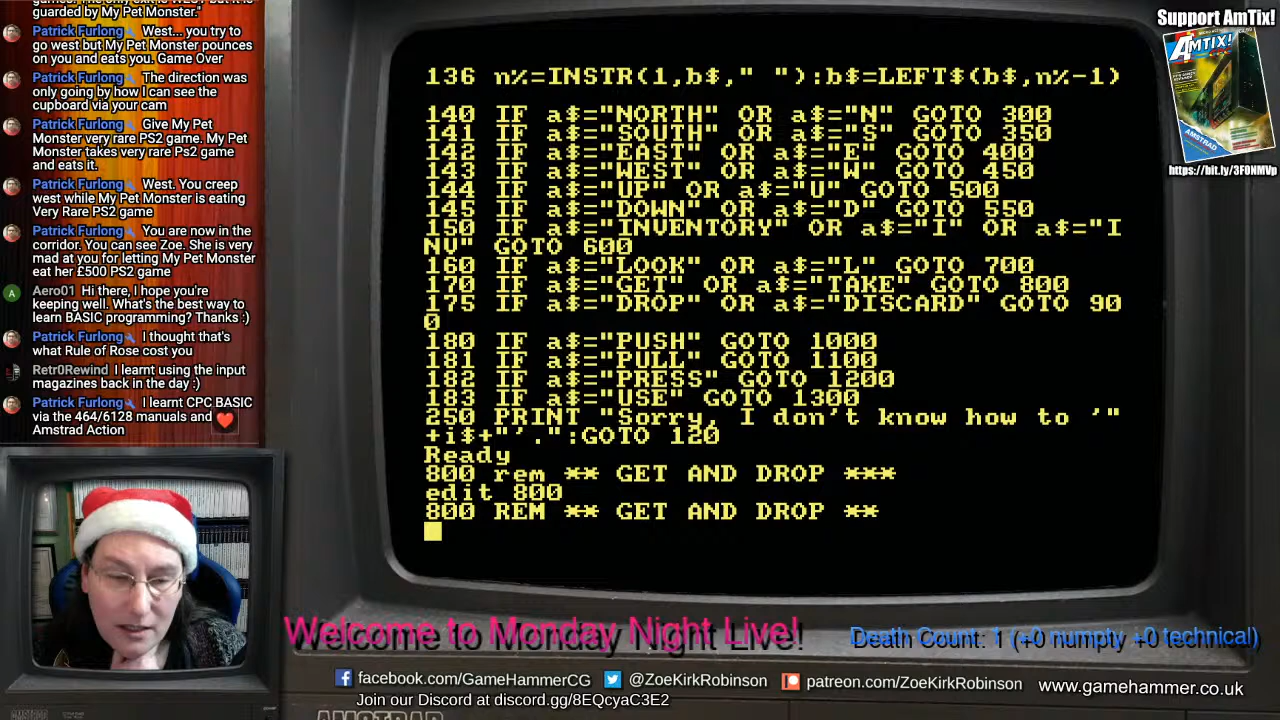 guarded by My Pet Monster."
Patrick Furlong West... you try to
go west but My Pet Monster pounces
on you and eats you. Game Over
Patrick Furlong The direction was
only going by how I can see the
cupboard via your cam
Patrick Furlong Give My Pet
Monster very rare PS2 game. My Pet
Monster takes very rare Ps2 game
and eats it.
Patrick Furlong West. You creep
west while My Pet Monster is eating
Very Rare PS2 game
Patrick Furlong You are now in the
corridor. You can see Zoe. She is very
mad at you for letting My Pet Monster
eat her £500 PS2 game
A Aero01 Hi there, I hope you're
keeping well. What's the best way to
learn BASIC programming? Thanks :)
Patrick Furlong I thought that's
what Rule of Rose cost you
Retr0Rewind I learnt using the input
magazines back in the day :)
Patrick Furlong I learnt CPC BASIC
via the 464/6128 manuals and
Amstrad Action
136 n%=INSTR(1,b$," "):b$=LEFT$(b$,n%-1)
140 IF a$="NORTH" OR a$="N" GOTO 300
141 IF a$="SOUTH" OR a$="S" GOTO 350
142 IF a$="EAST" OR a$="E" GOTO 400
143 IF a$="WEST" OR a$="W" GOTO 450
144 IF a$="UP" OR a$="U" GOTO 500
145 IF a$="DOWN" OR a$="D" GOTO 550
150 IF a$="INVENTORY" OR a$="I" OR a$="I
NV" GOTO 600
160 IF a$="LOOK" OR a$="L" GOTO 700
170 IF a$="GET" OR a$="TAKE" GOTO 800
175 IF a$="DROP" OR a$="DISCARD" GOTO 90
0
180 IF a$="PUSH" GOTO 1000
181 IF a$="PULL" GOTO 1100
182 IF a$="PRESS" GOTO 1200
183 IF a$="USE" GOTO 1300
250 PRINT "Sorry, I don't know how to '"
+i$+"'.":GOTO 120
Ready
800 rem ** GET AND DROP ***
edit 800
800 REM ** GET AND DROP **
Support AmTix!
AMTIX!
AMSTRAD
https://bit.ly/3F0NMVp
Welcome to Monday Night Live!
Death Count: 1 (+0 numpty +0 technical)
facebook.com/GameHammerCG
@ZoeKirkRobinson
patreon.com/ZoeKirkRobinson
www.gamehammer.co.uk
Join our Discord at discord.gg/8EQcyaC3E2
AMSTRAD